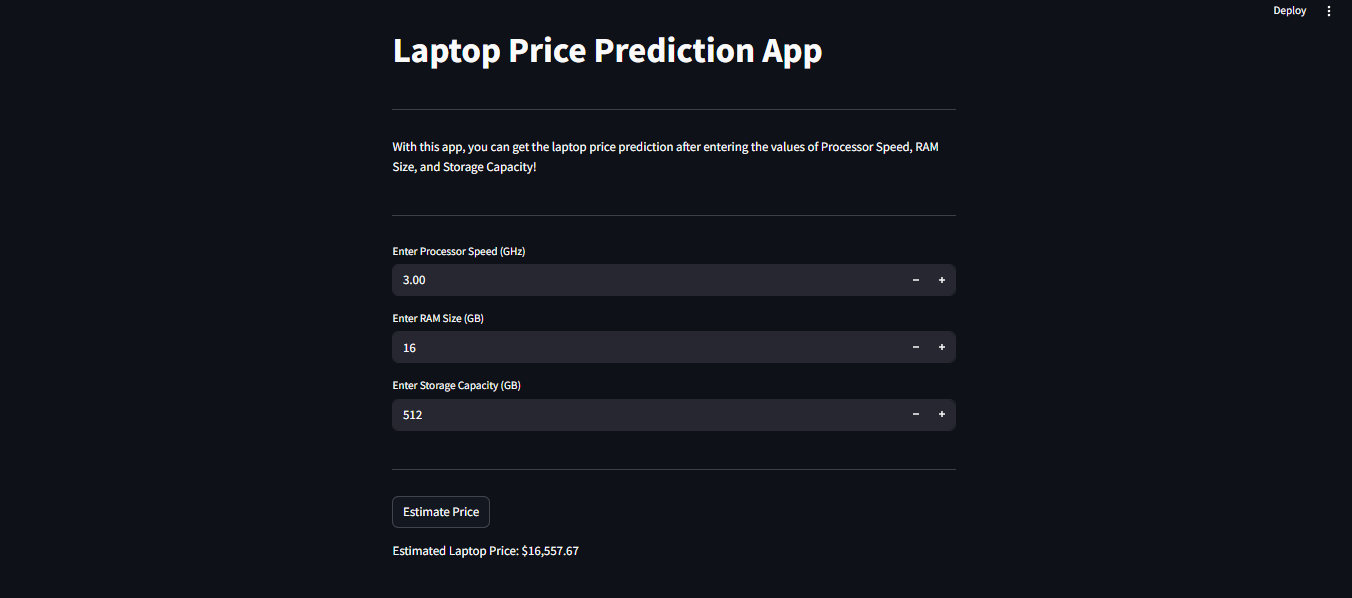 Deploy
Laptop Price Prediction App
With this app, you can get the laptop price prediction after entering the values of Processor Speed, RAM
Size, and Storage Capacity!
Enter Processor Speed (GHz)
3.00
Enter RAM Size (GB)
16
Enter Storage Capacity (GB)
512
Estimate Price
Estimated Laptop Price: $16,557.67